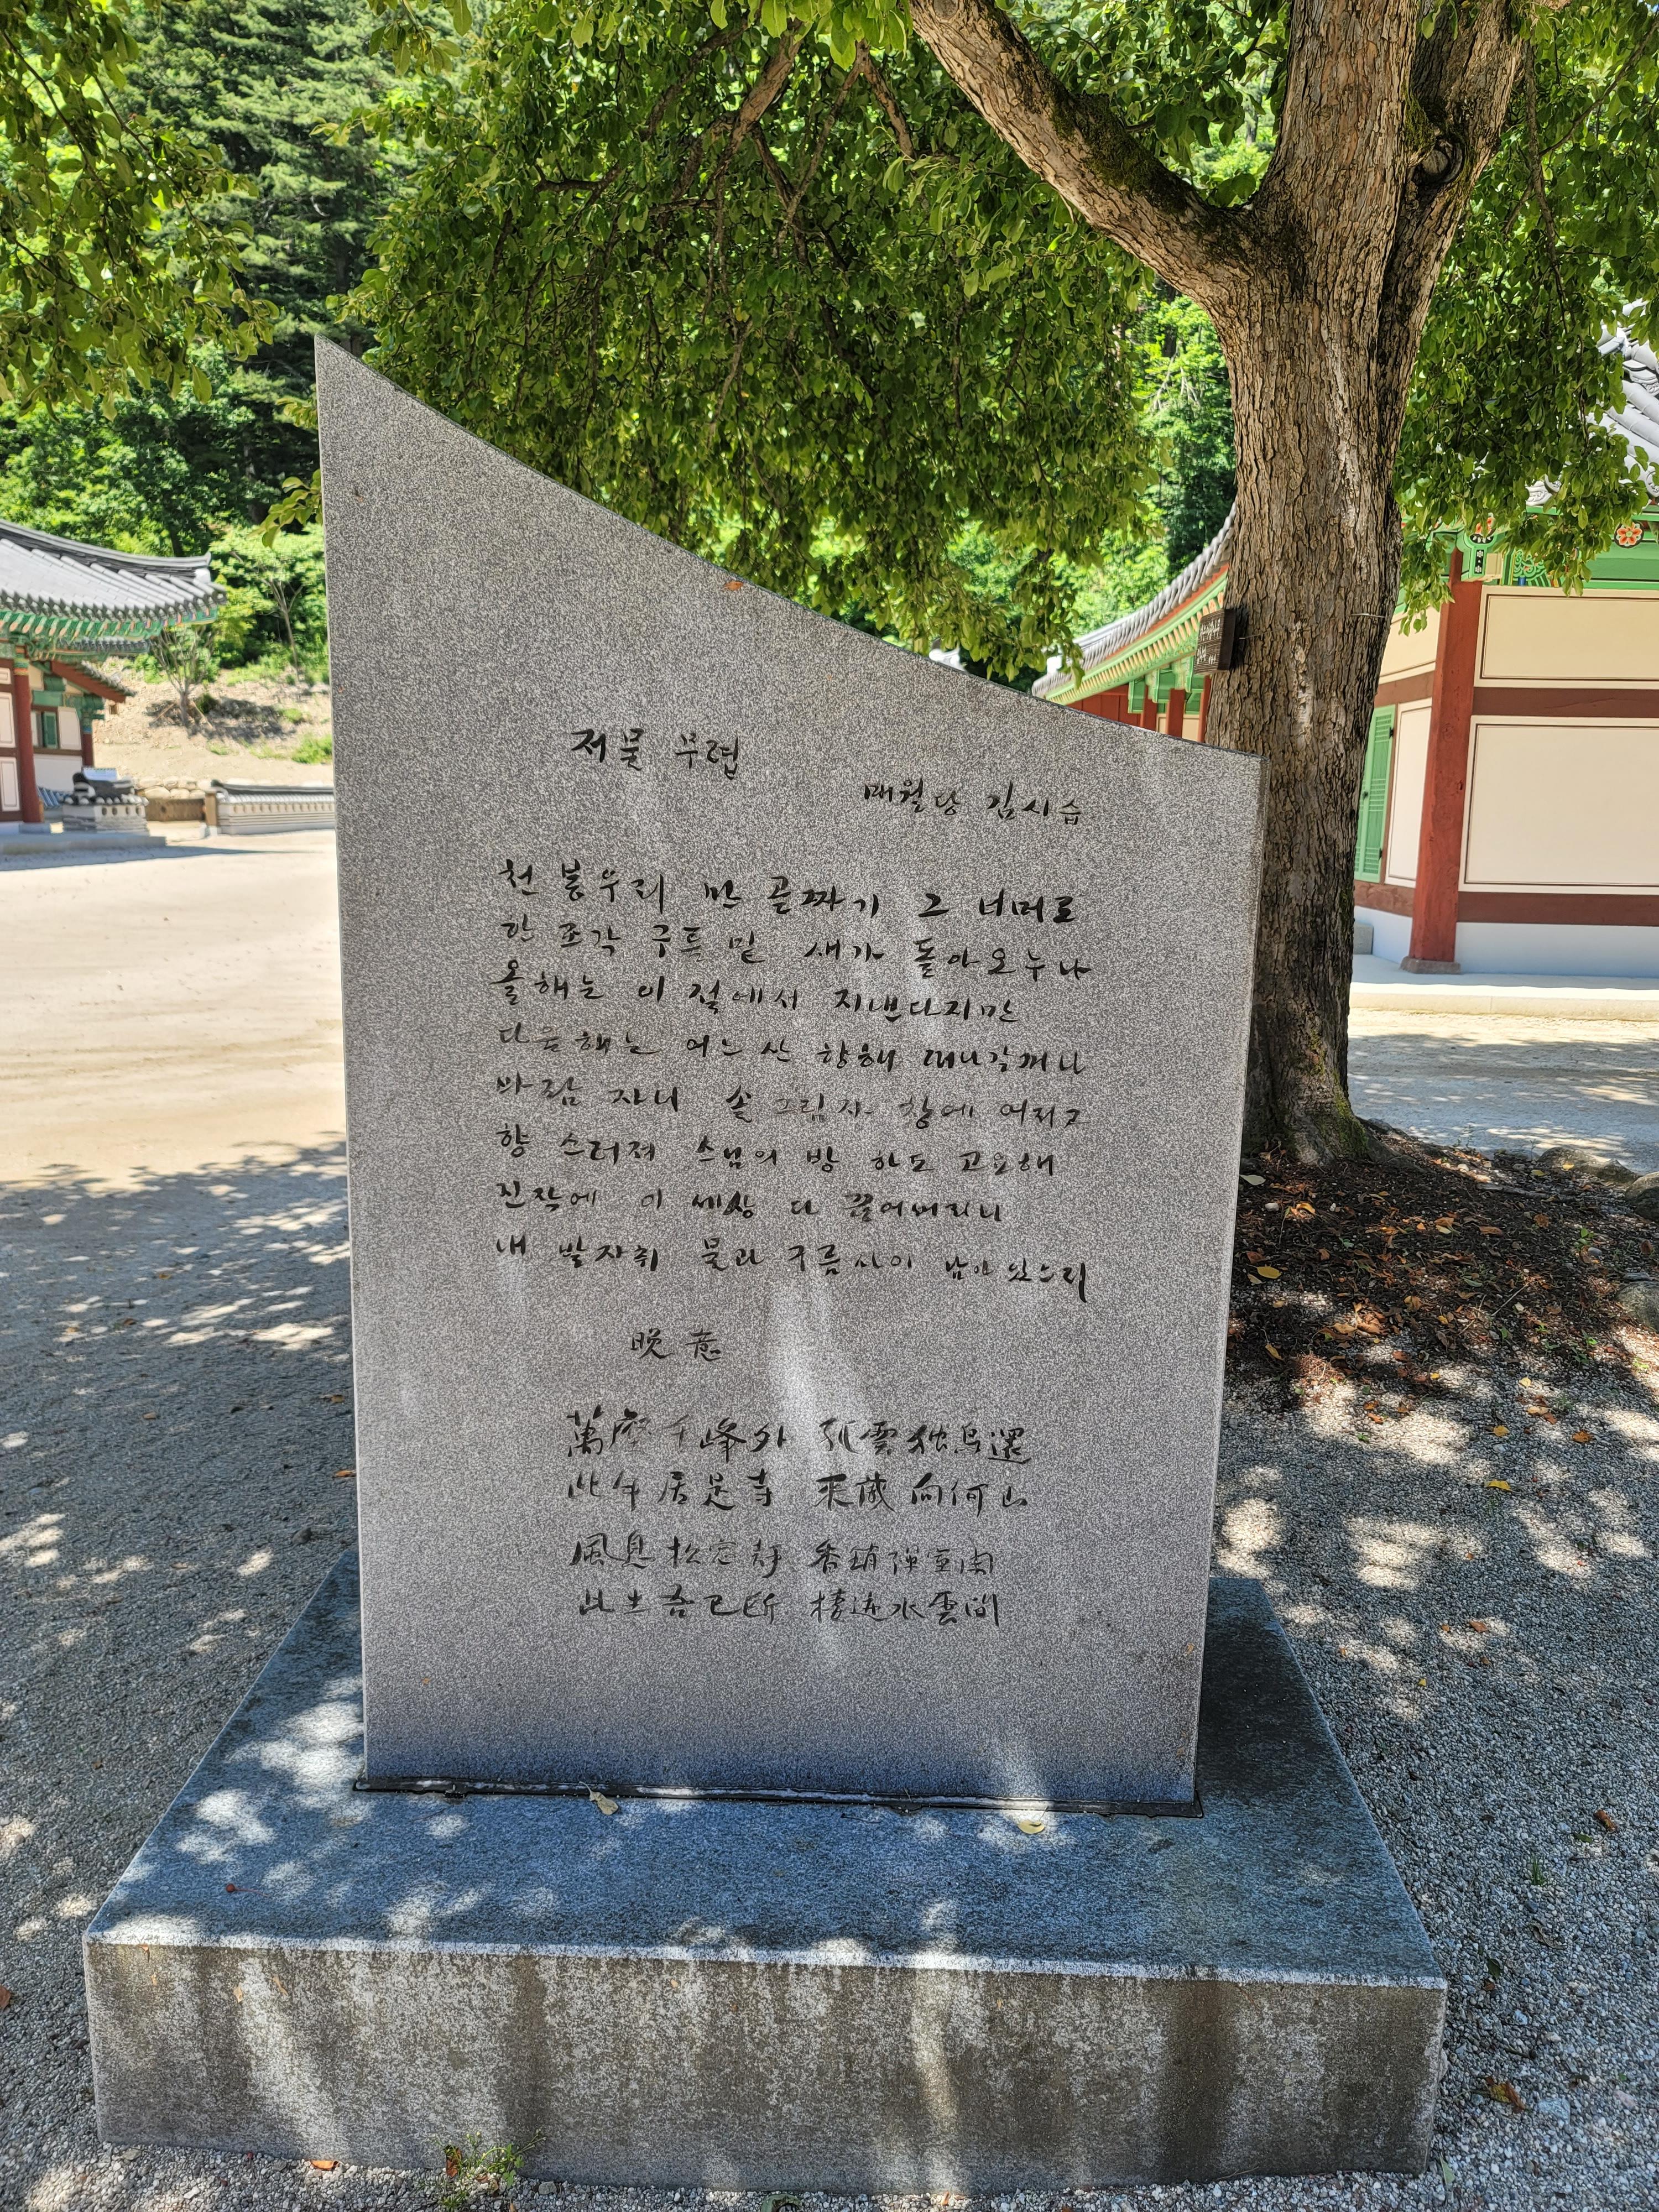 저물 무렵
매월당 김시습
천 봉우리 만 골짜기 그 너머로
한 조각 구름 밑 새가 돌아오누나
올해는 이 절에서 지낸다지만
다음해는 어느 산 향해 떠나갈꺼나
바람 자니 솔 그림자 창에 어리고
향 스러져 스님의 방 하도 고요해
진작에 이 세상 다 끊어버리니
내 발자취 물과 구름사이 남아 있으리
晩意
萬壑千峰外 孤雲独鳥還
此年居是寺 来歲向何山
風息松窓静 香銷禅室闲
此生吾已断 棲迹水雲间